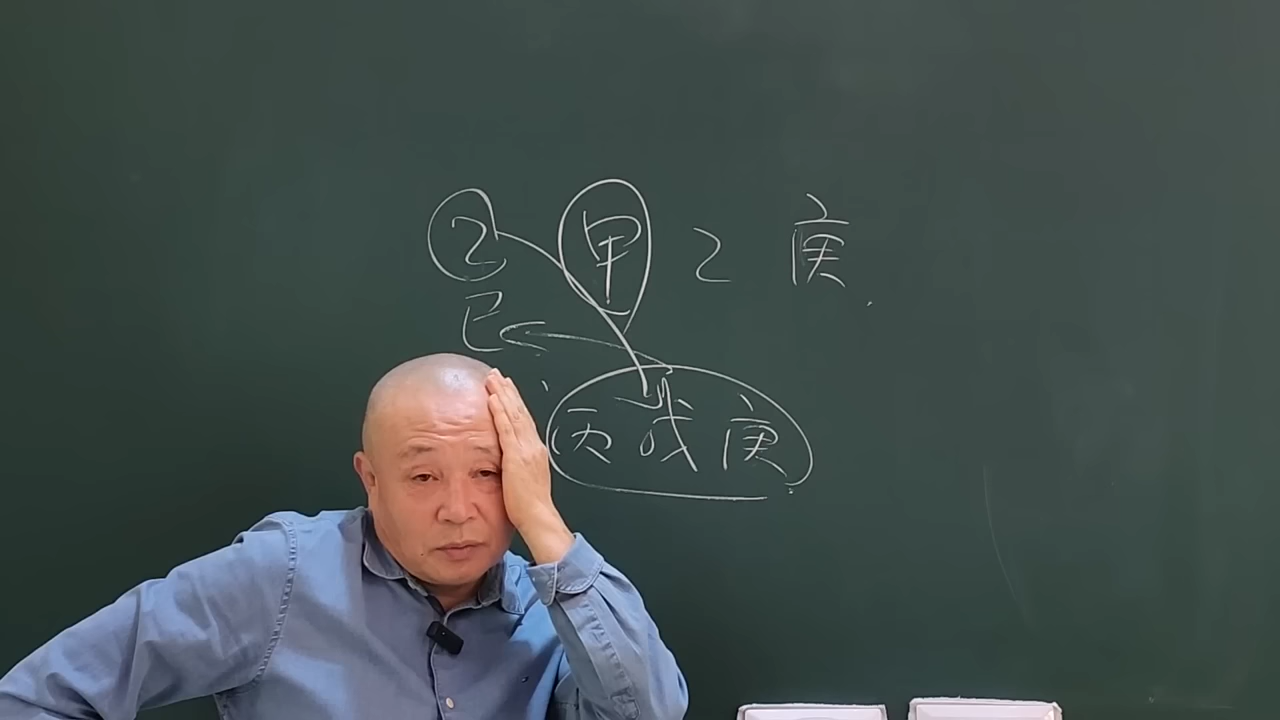 乙 甲 乙 庚
巳
丙 戊 庚